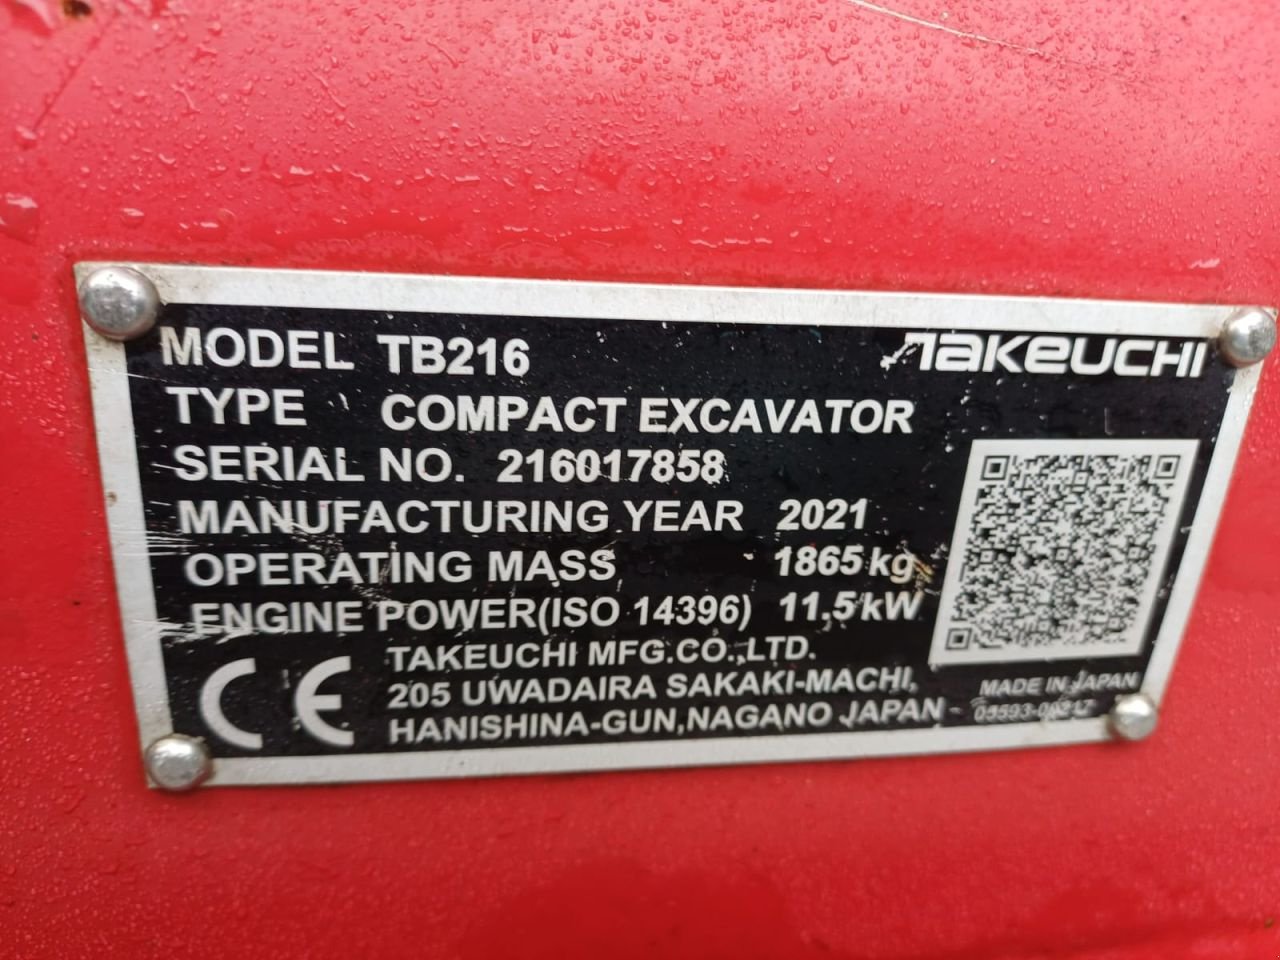 TAKEUCHI
MODEL TB216
TYPE COMPACT EXCAVATOR
SERIAL NO. 216017858
MANUFACTURING YEAR 2021
OPERATING MASS 1865 kg
ENGINE POWER(ISO 14396) 11,5 kW
CE
TAKEUCHI MFG.CO.,LTD.
205 UWADAIRA SAKAKI-MACHI,
HANISHINA-GUN,NAGANO JAPAN
MADE IN JAPAN